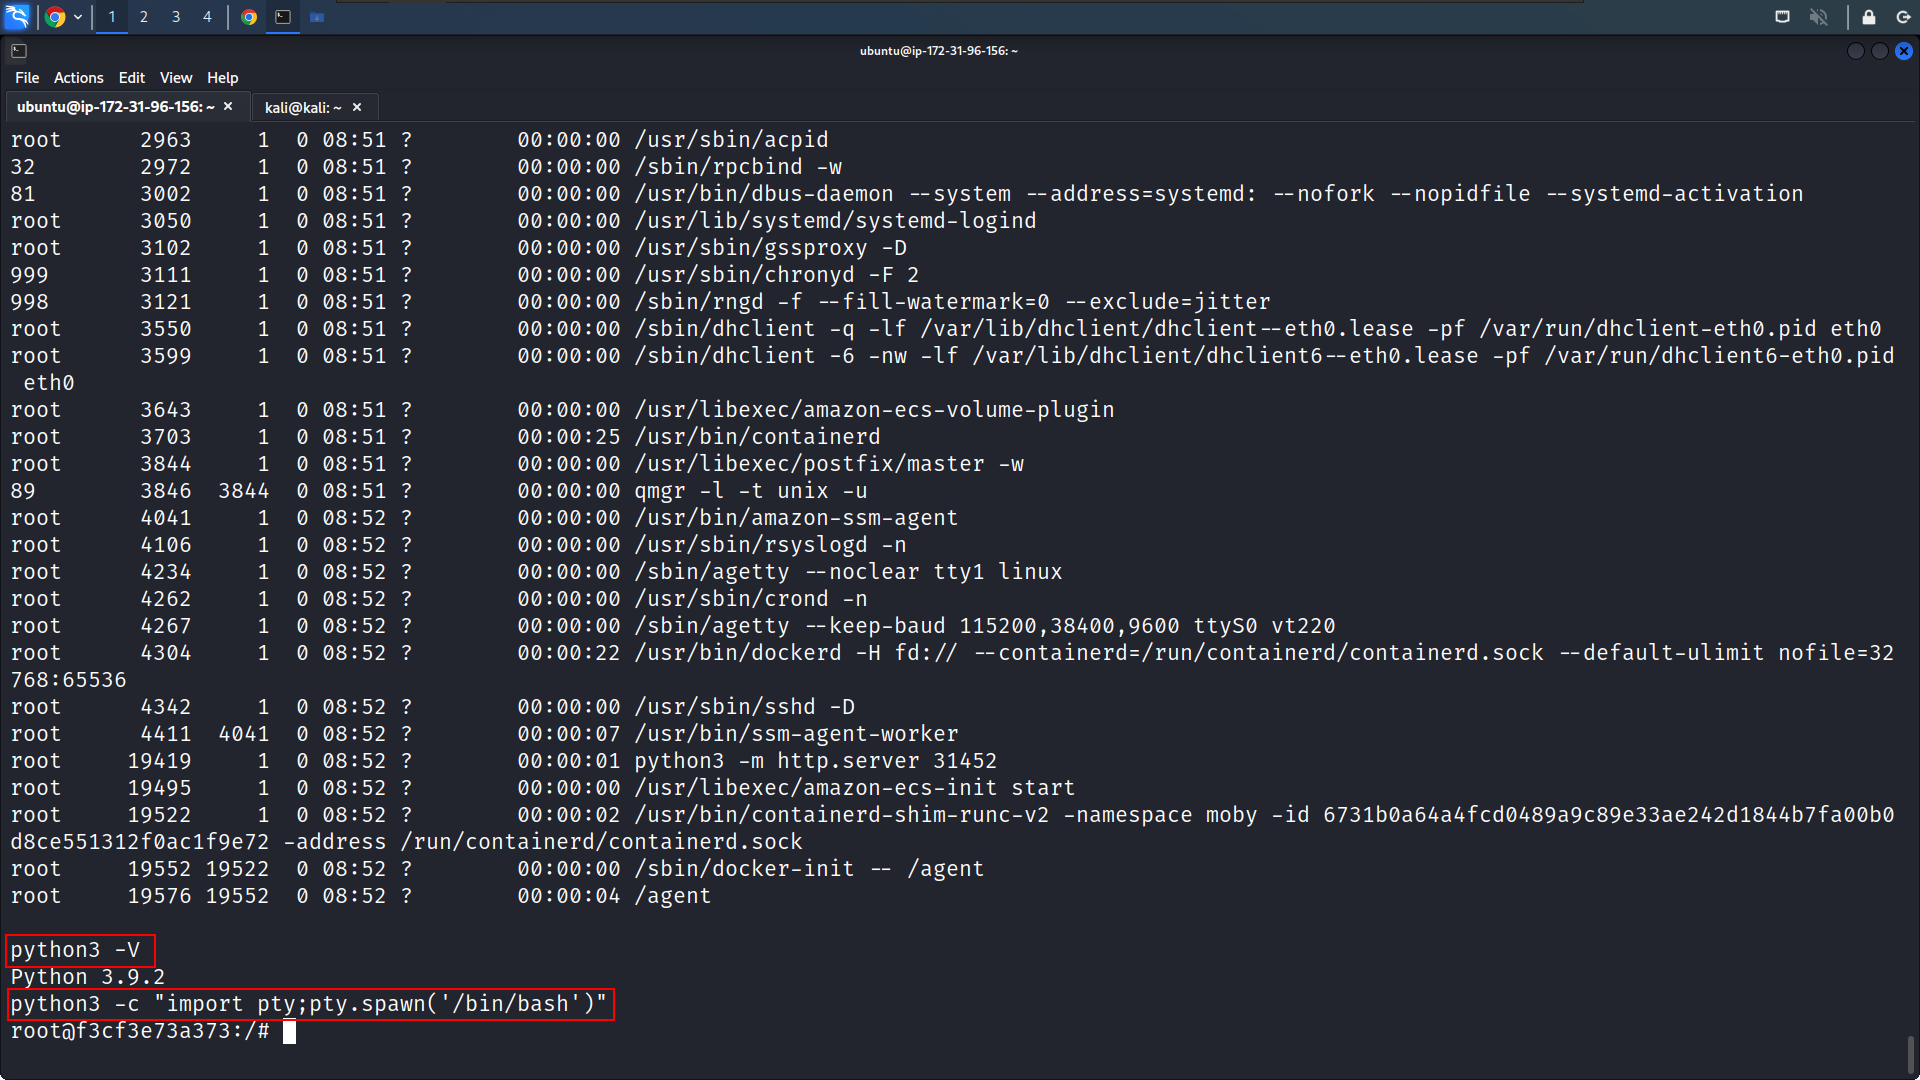 1 2 3 4
ubuntu@ip-172-31-96-156: ~
File Actions Edit View Help
ubuntu@ip-172-31-96-156: ~ × kali@kali: ~ ×
root 2963 1 0 08:51 ? 00:00:00 /usr/sbin/acpid
32 2972 1 0 08:51 ? 00:00:00 /sbin/rpcbind -w
81 3002 1 0 08:51 ? 00:00:00 /usr/bin/dbus-daemon --system --address=systemd: --nofork --nopidfile --systemd-activation
root 3050 1 0 08:51 ? 00:00:00 /usr/lib/systemd/systemd-logind
root 3102 1 0 08:51 ? 00:00:00 /usr/sbin/gssproxy -D
999 3111 1 0 08:51 ? 00:00:00 /usr/sbin/chronyd -F 2
998 3121 1 0 08:51 ? 00:00:00 /sbin/rngd -f --fill-watermark=0 --exclude=jitter
root 3550 1 0 08:51 ? 00:00:00 /sbin/dhclient -q -lf /var/lib/dhclient/dhclient--eth0.lease -pf /var/run/dhclient-eth0.pid eth0
root 3599 1 0 08:51 ? 00:00:00 /sbin/dhclient -6 -nw -lf /var/lib/dhclient/dhclient6--eth0.lease -pf /var/run/dhclient6-eth0.pid
eth0
root 3643 1 0 08:51 ? 00:00:00 /usr/libexec/amazon-ecs-volume-plugin
root 3703 1 0 08:51 ? 00:00:25 /usr/bin/containerd
root 3844 1 0 08:51 ? 00:00:00 /usr/libexec/postfix/master -w
89 3846 3844 0 08:51 ? 00:00:00 qmgr -l -t unix -u
root 4041 1 0 08:52 ? 00:00:00 /usr/bin/amazon-ssm-agent
root 4106 1 0 08:52 ? 00:00:00 /usr/sbin/rsyslogd -n
root 4234 1 0 08:52 ? 00:00:00 /sbin/agetty --noclear tty1 linux
root 4262 1 0 08:52 ? 00:00:00 /usr/sbin/crond -n
root 4267 1 0 08:52 ? 00:00:00 /sbin/agetty --keep-baud 115200,38400,9600 ttyS0 vt220
root 4304 1 0 08:52 ? 00:00:22 /usr/bin/dockerd -H fd:// --containerd=/run/containerd/containerd.sock --default-ulimit nofile=32
768:65536
root 4342 1 0 08:52 ? 00:00:00 /usr/sbin/sshd -D
root 4411 4041 0 08:52 ? 00:00:07 /usr/bin/ssm-agent-worker
root 19419 1 0 08:52 ? 00:00:01 python3 -m http.server 31452
root 19495 1 0 08:52 ? 00:00:00 /usr/libexec/amazon-ecs-init start
root 19522 1 0 08:52 ? 00:00:02 /usr/bin/containerd-shim-runc-v2 -namespace moby -id 6731b0a64a4fcd0489a9c89e33ae242d1844b7fa00b0
d8ce551312f0ac1f9e72 -address /run/containerd/containerd.sock
root 19552 19522 0 08:52 ? 00:00:00 /sbin/docker-init -- /agent
root 19576 19552 0 08:52 ? 00:00:04 /agent
python3 -V
Python 3.9.2
python3 -c "import pty;pty.spawn('/bin/bash')"
root@f3cf3e73a373:/#